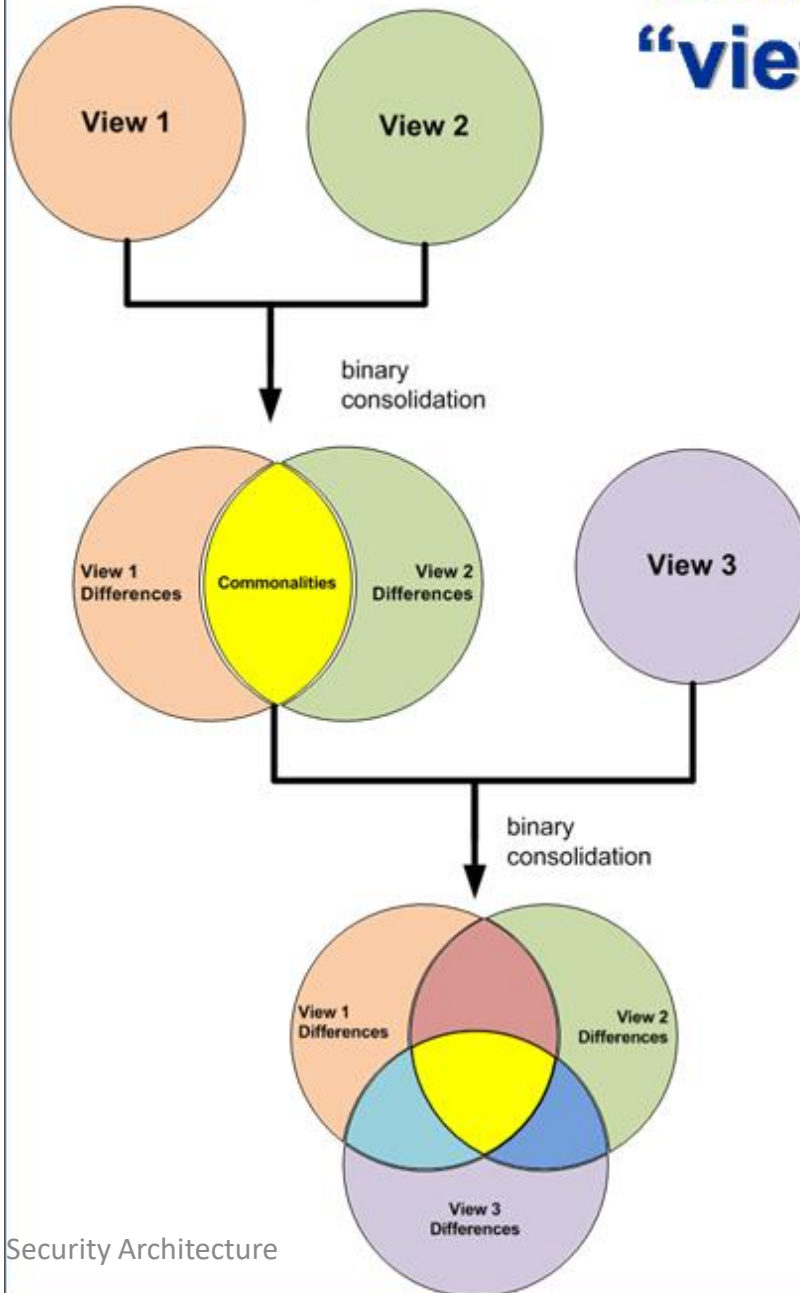 View 1
View 2
binary
consolidation
View 1
Differences
Commonalities
View 2
Differences
View 3
binary
consolidation
View 1
Differences
View 2
Differences
View 3
Differences
Security Architecture